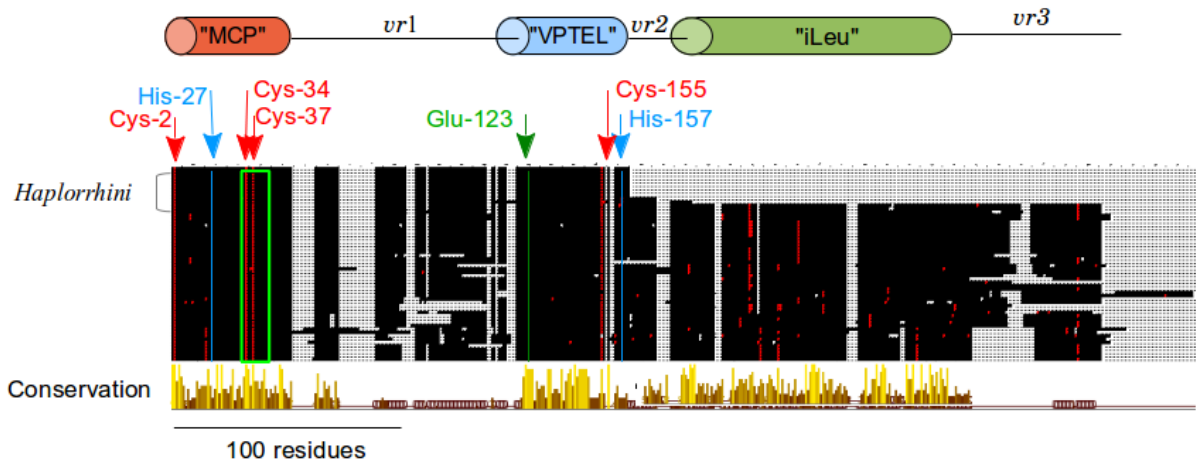 "MCP" vr1 "VPTEL" vr2 "iLeu" vr3
His-27 Cys-34 Cys-155
Cys-2 Cys-37 Glu-123 His-157
Haplorrhini
Conservation
100 residues